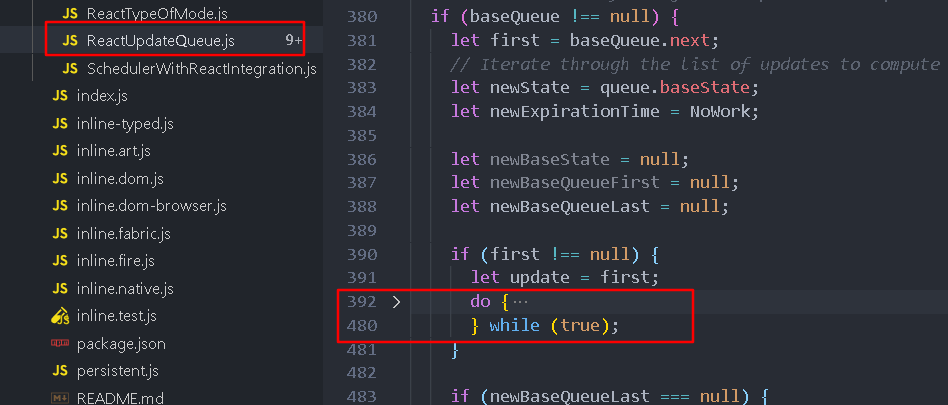 JS ReactTypeOfMode.js
JS ReactUpdateQueue.js 9+
JS SchedulerWithReactIntegration.js
JS index.js
JS inline-typed.js
JS inline.art.js
JS inline.dom.js
JS inline.dom-browser.js
JS inline.fabric.js
JS inline.fire.js
JS inline.native.js
inline.test.js
package.json
JS persistent.js
M↓ README.md
380 if (baseQueue !== null) {
381 let first = baseQueue.next;
382 // Iterate through the list of updates to compute
383 let newState = queue.baseState;
384 let newExpirationTime = NoWork;
385
386 let newBaseState = null;
387 let newBaseQueueFirst = null;
388 let newBaseQueueLast = null;
389
390 if (first !== null) {
391 let update = first;
392 do {···
480 } while (true);
481 }
482
483 if (newBaseQueueLast === null) {